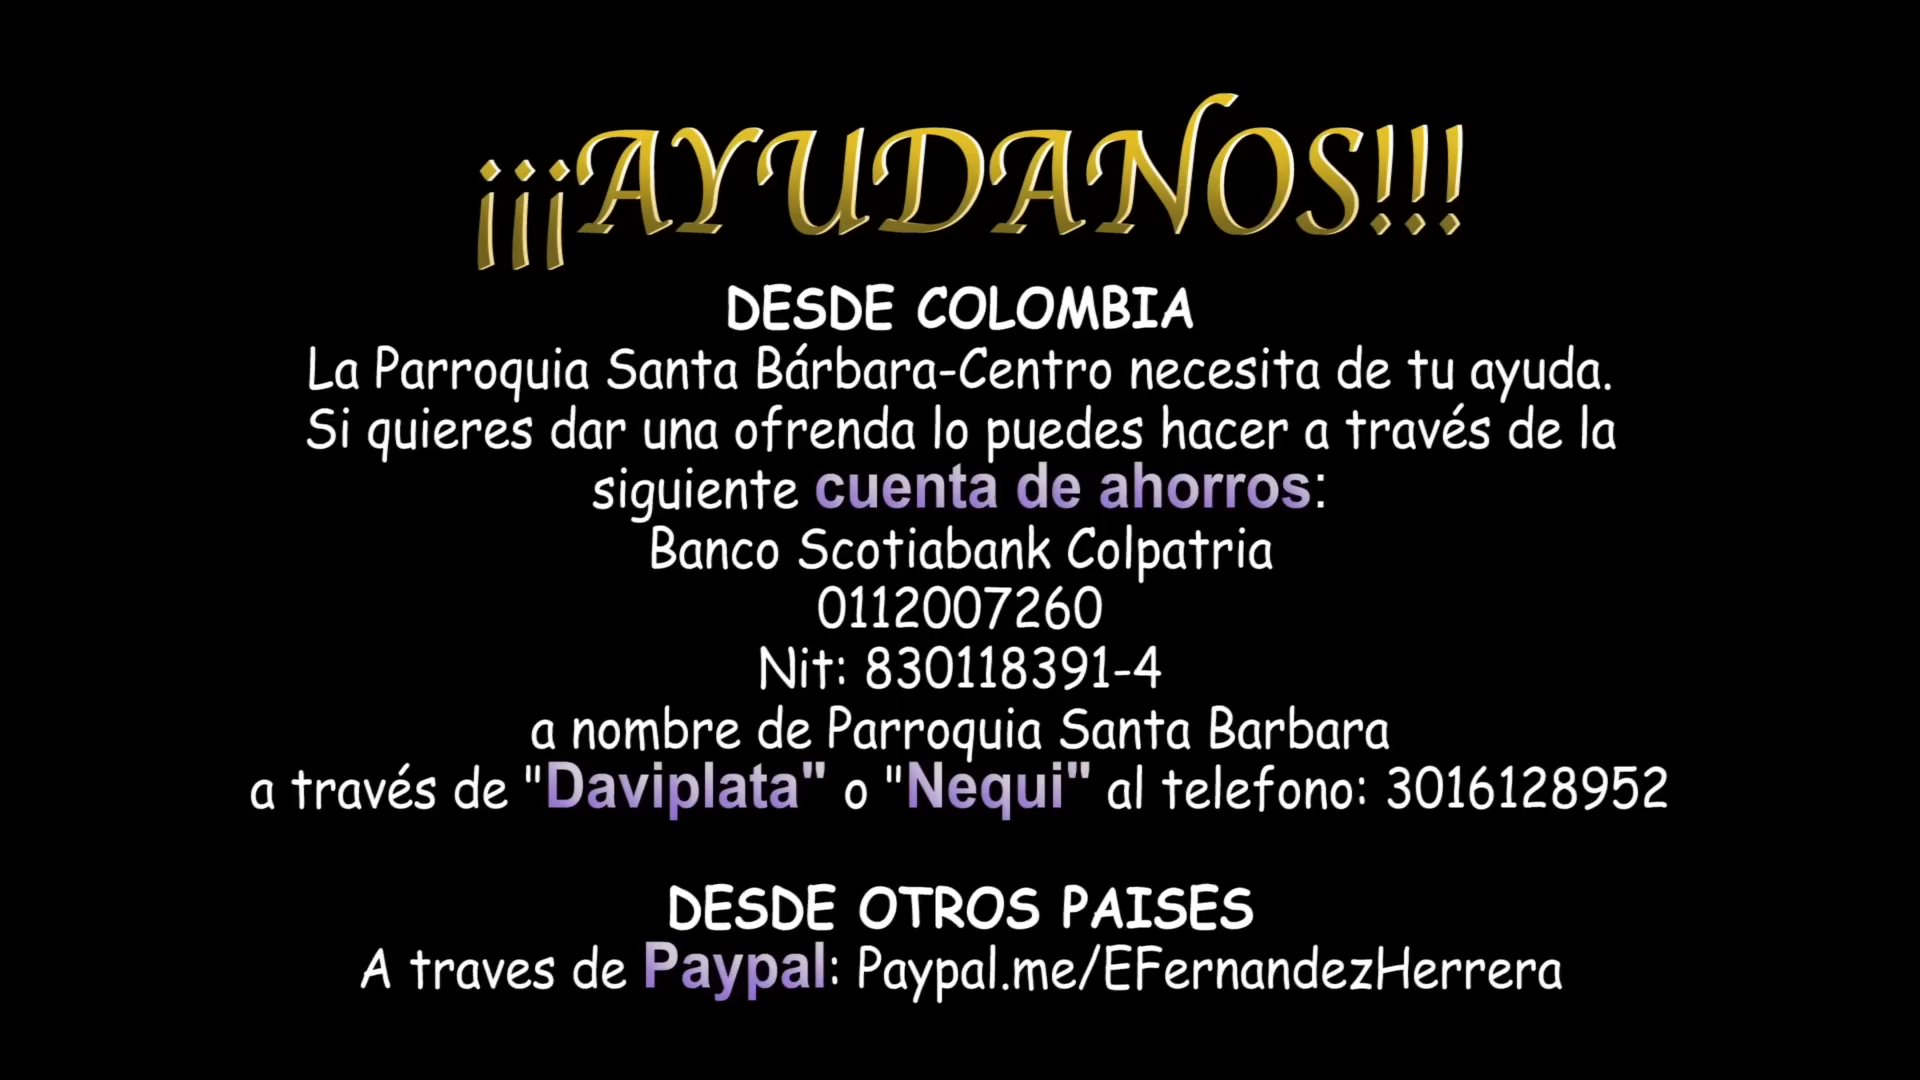 ¡¡¡AYUDANOS!!!
DESDE COLOMBIA
La Parroquia Santa Bárbara-Centro necesita de tu ayuda.
Si quieres dar una ofrenda lo puedes hacer a través de la
siguiente cuenta de ahorros:
Banco Scotiabank Colpatria
0112007260
Nit: 830118391-4
a nombre de Parroquia Santa Barbara
a través de "Daviplata" o "Nequi" al telefono: 3016128952
DESDE OTROS PAISES
A traves de Paypal: Paypal.me/EFernandezHerrera